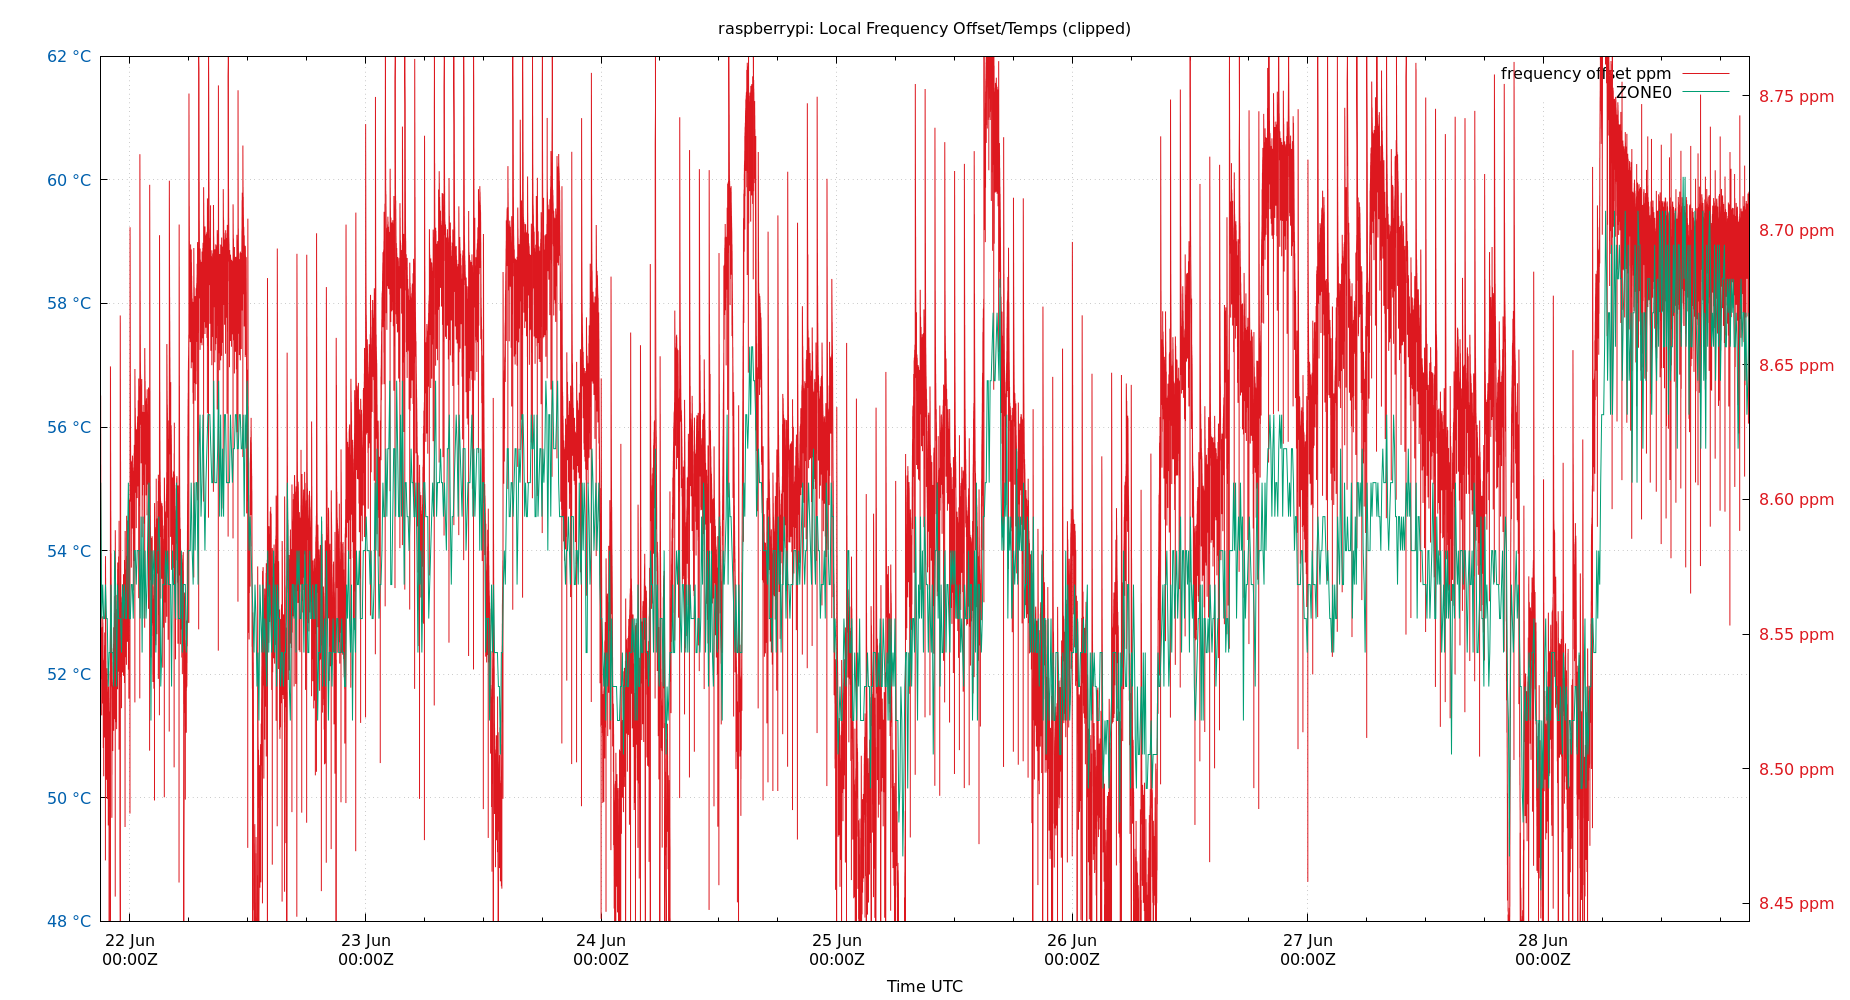 raspberrypi: Local Frequency Offset/Temps (clipped)
62 °C
60 °C
58 °C
56 °C
54 °C
52 °C
50 °C
48 °C
frequency offset ppm
ZONE0
8.75 ppm
8.70 ppm
8.65 ppm
8.60 ppm
8.55 ppm
8.50 ppm
8.45 ppm
22 Jun
00:00Z
23 Jun
00:00Z
24 Jun
00:00Z
25 Jun
00:00Z
26 Jun
00:00Z
27 Jun
00:00Z
28 Jun
00:00Z
Time UTC